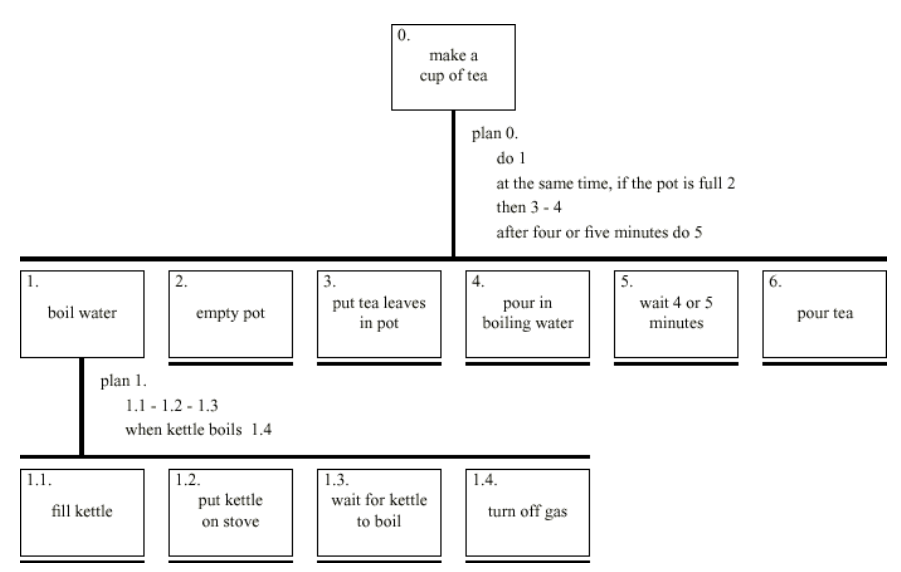 0.
make a
cup of tea
plan 0.
do 1
at the same time, if the pot is full 2
then 3 - 4
after four or five minutes do 5
1.
boil water
2.
empty pot
3.
put tea leaves
in pot
4.
pour in
boiling water
5.
wait 4 or 5
minutes
6.
pour tea
plan 1.
1.1 - 1.2 - 1.3
when kettle boils 1.4
1.1.
fill kettle
1.2.
put kettle
on stove
1.3.
wait for kettle
to boil
1.4.
turn off gas